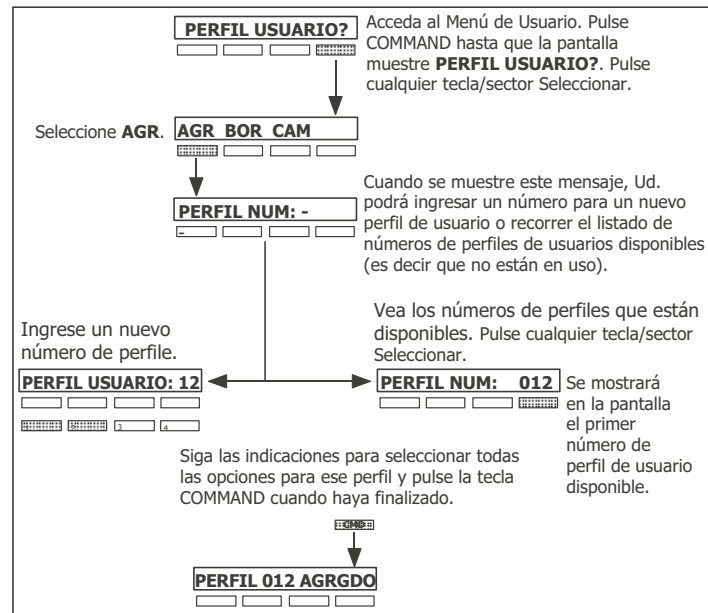 PERFIL USUARIO?
Acceda al Menú de Usuario. Pulse
COMMAND hasta que la pantalla
muestre PERFIL USUARIO?. Pulse
cualquier tecla/sector Seleccionar.
Seleccione AGR.
AGR BOR CAM
Cuando se muestre este mensaje, Ud.
podrá ingresar un número para un nuevo
perfil de usuario o recorrer el listado de
números de perfiles de usuarios disponibles
(es decir que no están en uso).
PERFIL NUM: -
–
Ingrese un nuevo
número de perfile.
PERFIL USUARIO: 12
3 4
Vea los números de perfiles que están
disponibles. Pulse cualquier tecla/sector
Seleccionar.
PERFIL NUM: 012
Se mostrará
en la pantalla
el primer
número de
perfil de usuario
disponible.
Siga las indicaciones para seleccionar todas
las opciones para ese perfil y pulse la tecla
COMMAND cuando haya finalizado.
CMD
PERFIL 012 AGRGDO